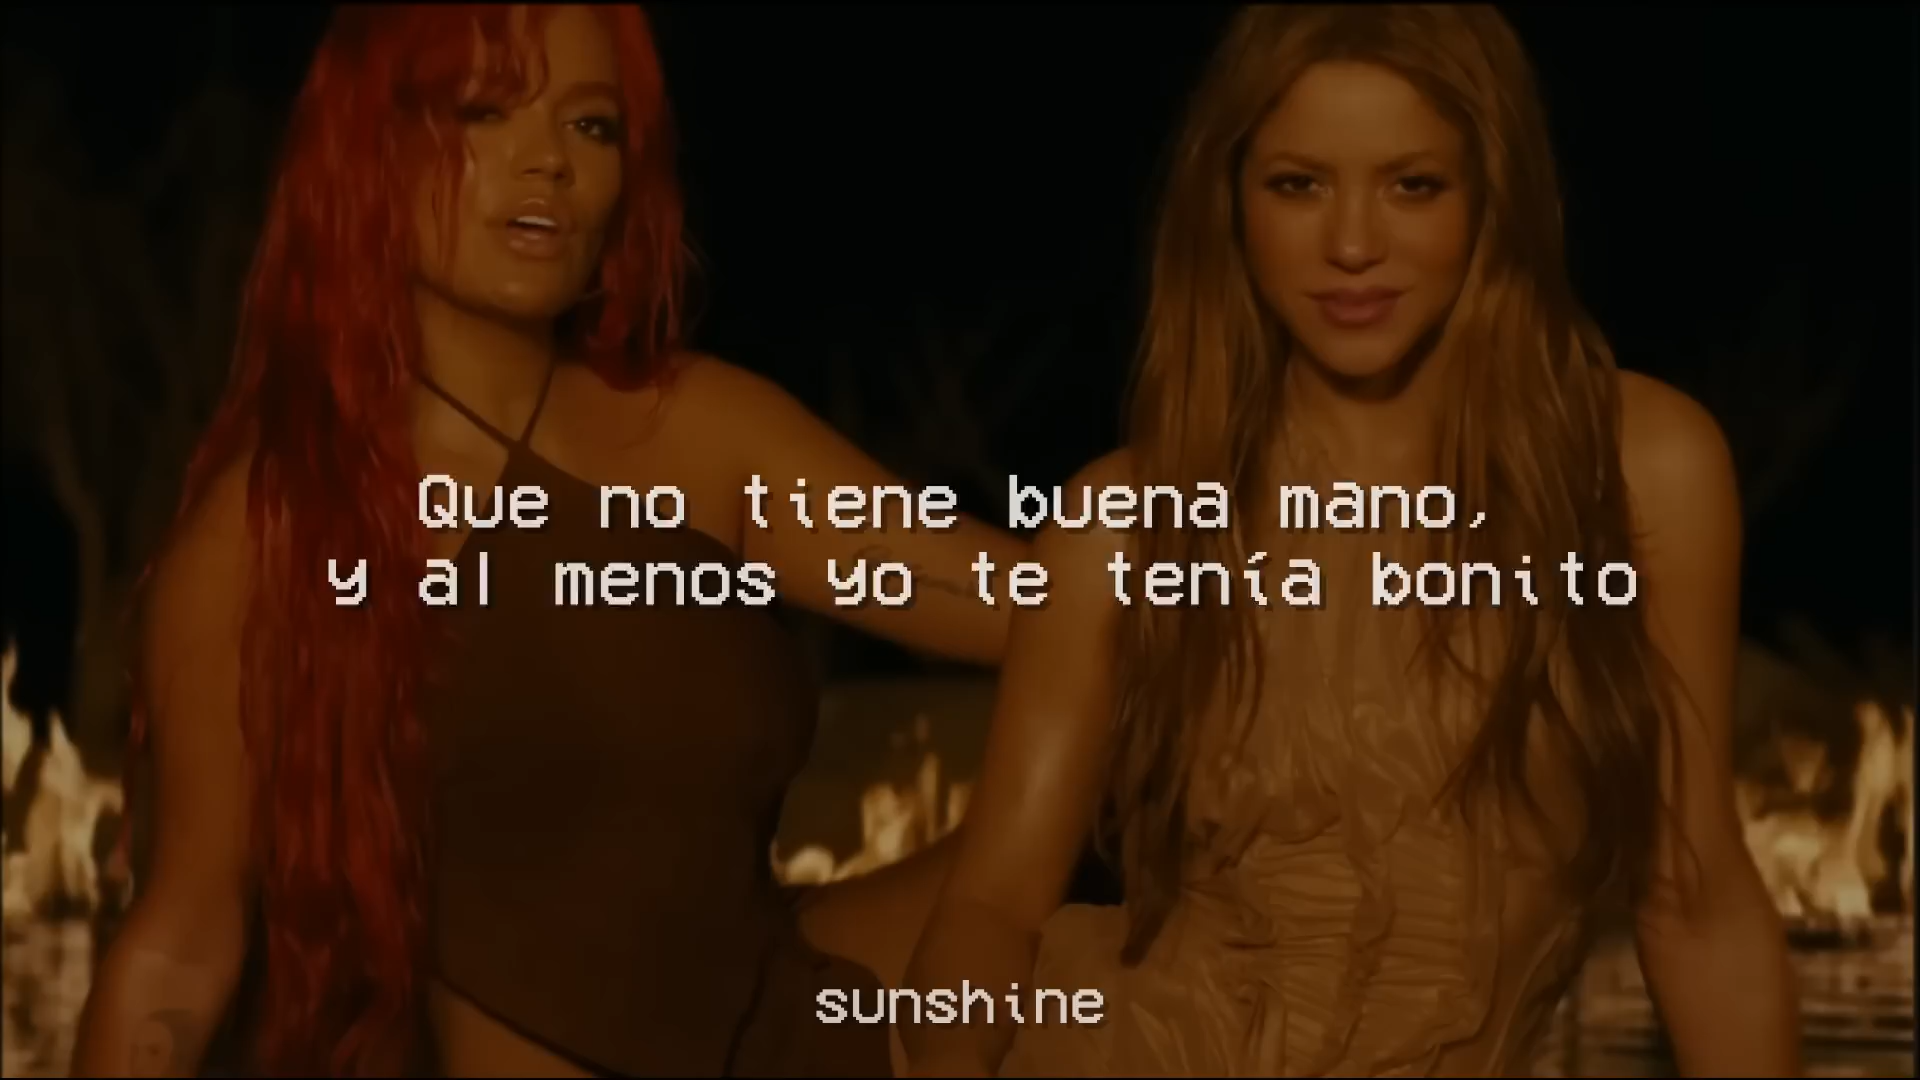 Que no tiene buena mano,
y al menos yo te tenía bonito
sunshine